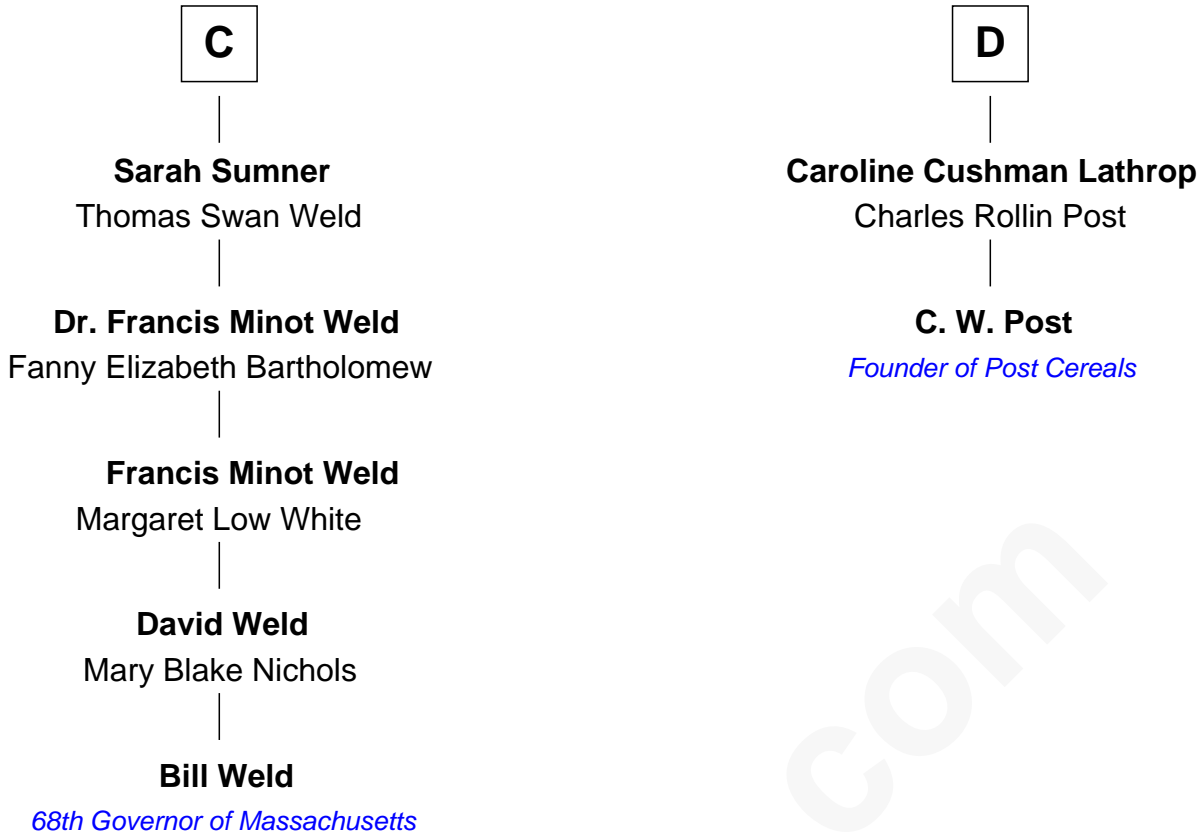 C
Sarah Sumner
Thomas Swan Weld
Dr. Francis Minot Weld
Fanny Elizabeth Bartholomew
Francis Minot Weld
Margaret Low White
David Weld
Mary Blake Nichols
Bill Weld
68th Governor of Massachusetts
D
Caroline Cushman Lathrop
Charles Rollin Post
C. W. Post
Founder of Post Cereals
com